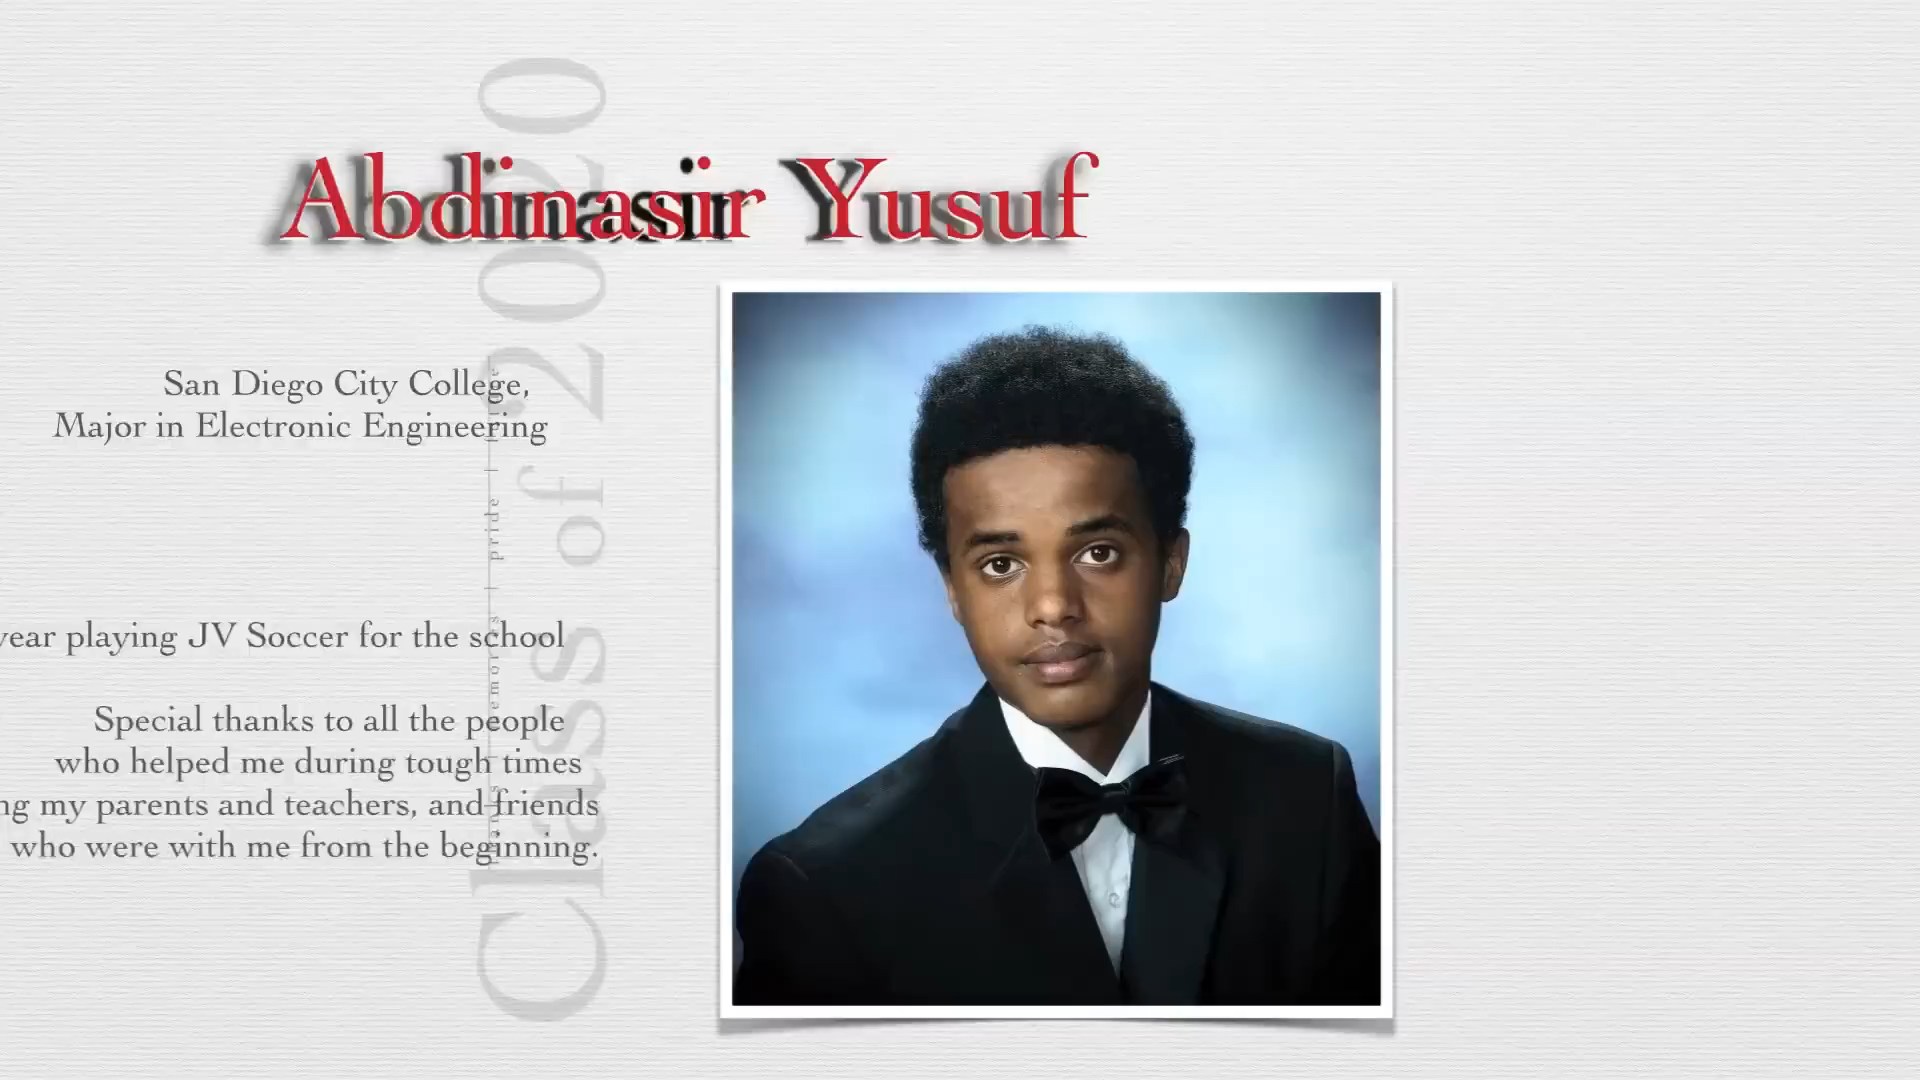 Abdinasir Yusuf
San Diego City College,
Major in Electronic Engineering
playing JV Soccer for the school
Special thanks to all the people
who helped me during tough times
my parents and teachers, and friends
who were with me from the beginning.
Class of 2020
pride